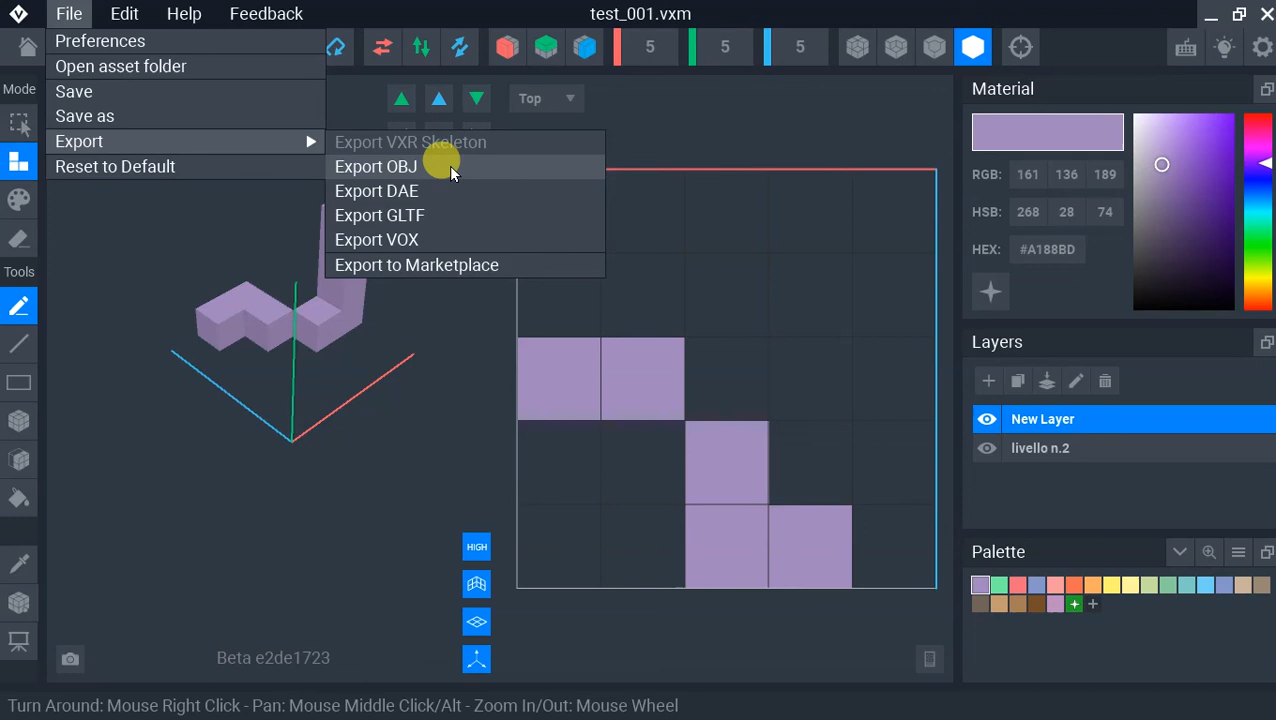 File Edit Help Feedback test_001.vxm
Preferences
Open asset folder
Save
Save as
Export
Reset to Default
Export VXR Skeleton
Export OBJ
Export DAE
Export GLTF
Export VOX
Export to Marketplace
5 5 5
Mode
Tools
Top
HIGH
Beta e2de1723
Material
RGB: 161 136 189
HSB: 268 28 74
HEX: #A188BD
Layers
New Layer
livello n.2
Palette
Turn Around: Mouse Right Click - Pan: Mouse Middle Click/Alt - Zoom In/Out: Mouse Wheel